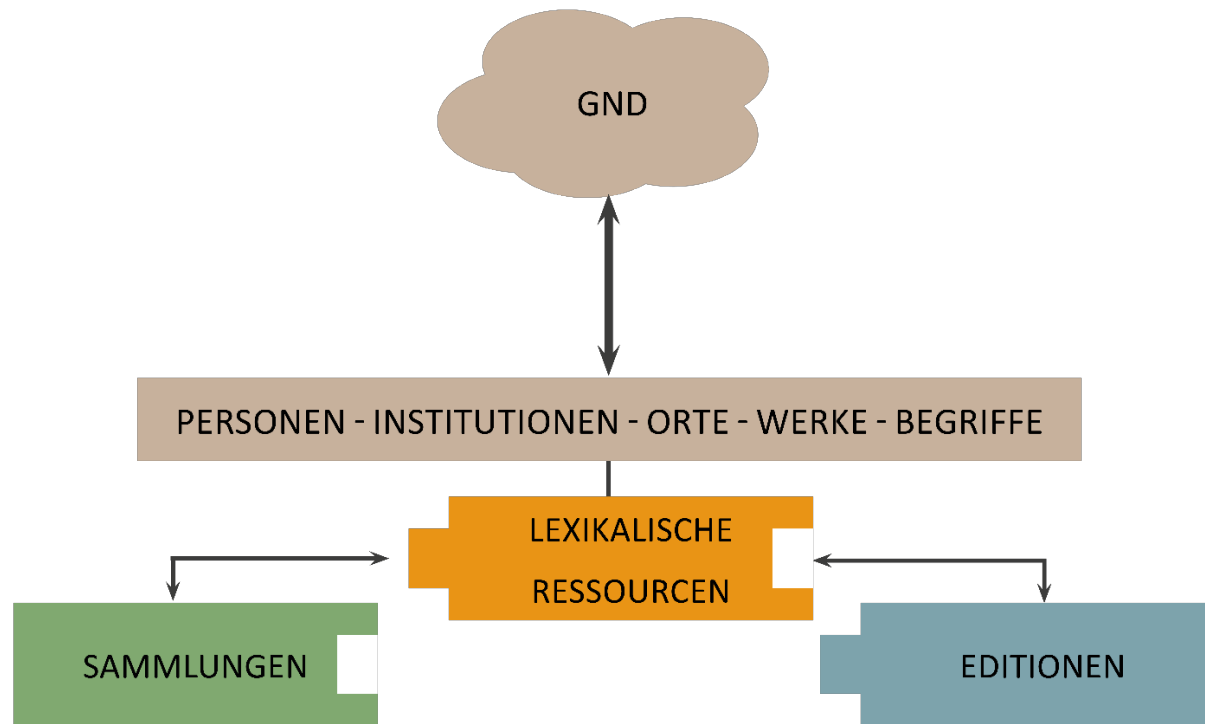 GND
PERSONEN - INSTITUTIONEN - ORTE - WERKE - BEGRIFFE
LEXIKALISCHE
RESSOURCEN
SAMMLUNGEN
EDITIONEN